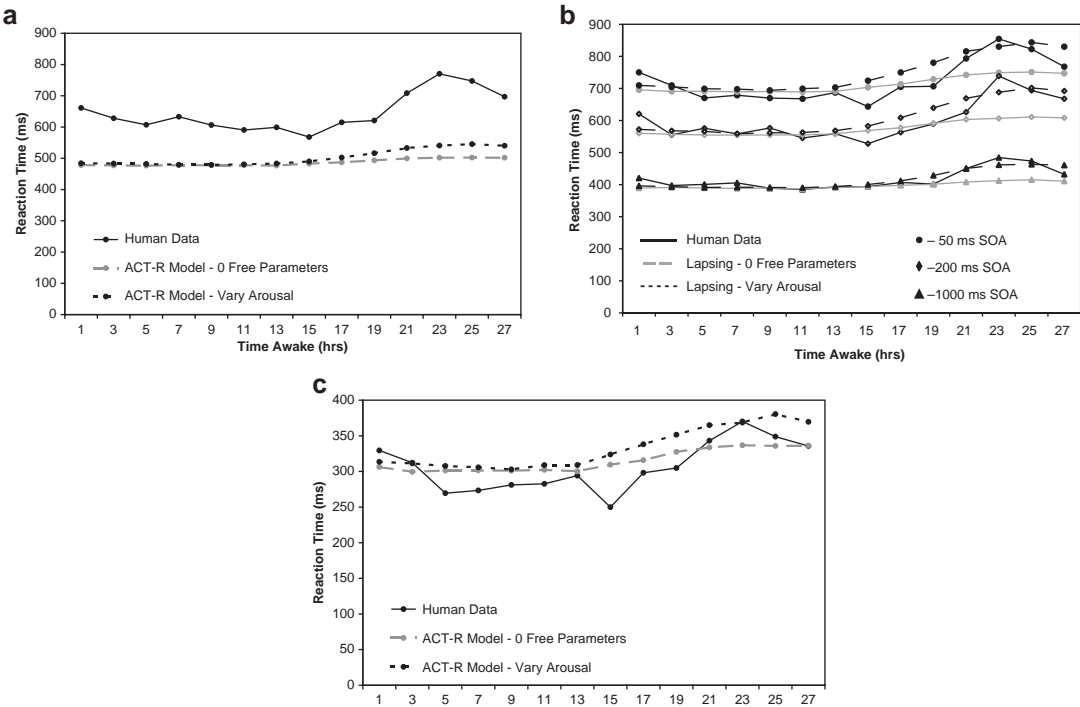 a
900
800
700
600
500
400
300
200
100
0
Reaction Time (ms)
Human Data
ACT-R Model - 0 Free Parameters
ACT-R Model - Vary Arousal
1 3 5 7 9 11 13 15 17 19 21 23 25 27
Time Awake (hrs)
b
900
800
700
600
500
400
300
200
100
0
Reaction Time (ms)
Human Data
Lapsing - 0 Free Parameters
Lapsing - Vary Arousal
– 50 ms SOA
–200 ms SOA
–1000 ms SOA
1 3 5 7 9 11 13 15 17 19 21 23 25 27
Time Awake (hrs)
c
400
350
300
250
200
150
100
50
0
Reaction Time (ms)
Human Data
ACT-R Model - 0 Free Parameters
ACT-R Model - Vary Arousal
1 3 5 7 9 11 13 15 17 19 21 23 25 27